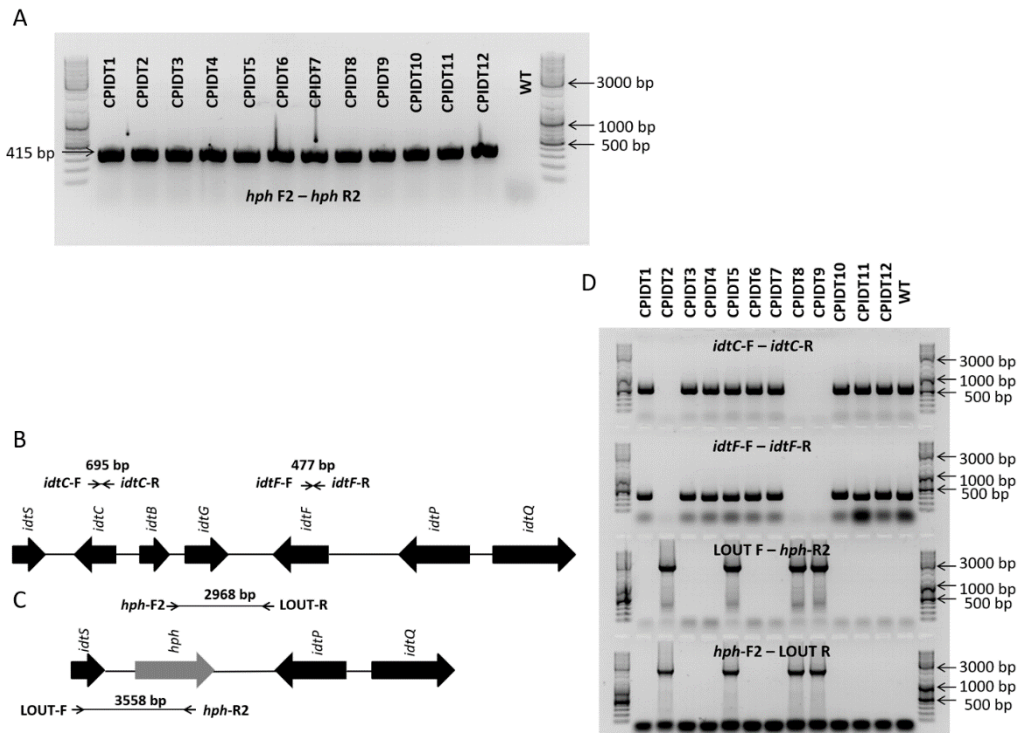 A
CPIDT1 CPIDT2 CPIDT3 CPIDT4 CPIDT5 CPIDT6 CPIDT7 CPIDT8 CPIDT9 CPIDT10 CPIDT11 CPIDT12 WT
3000 bp
1000 bp
500 bp
415 bp
hph F2 – hph R2
B
695 bp
idtC-F idtC-R
477 bp
idtF-F idtF-R
idtS idtC idtB idtG idtF idtP idtQ
C
2968 bp
hph-F2 LOUT-R
idtS hph idtP idtQ
3558 bp
LOUT-F hph-R2
D
CPIDT1 CPIDT2 CPIDT3 CPIDT4 CPIDT5 CPIDT6 CPIDT7 CPIDT8 CPIDT9 CPIDT10 CPIDT11 CPIDT12 WT
idtC-F – idtC-R
3000 bp
1000 bp
500 bp
idtF-F – idtF-R
3000 bp
1000 bp
500 bp
LOUT F – hph-R2
3000 bp
1000 bp
500 bp
hph-F2 – LOUT R
3000 bp
1000 bp
500 bp